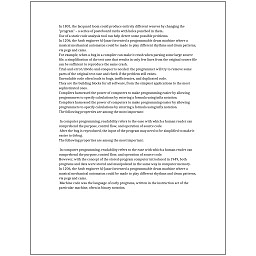 In 1801, the Jacquard loom could produce entirely different weaves by changing the
"program" – a series of pasteboard cards with holes punched in them.
Use of a static code analysis tool can help detect some possible problems.
In 1206, the Arab engineer Al-Jazari invented a programmable drum machine where a
musical mechanical automaton could be made to play different rhythms and drum patterns,
via pegs and cams.
For example, when a bug in a compiler can make it crash when parsing some large source
file, a simplification of the test case that results in only few lines from the original source file
can be sufficient to reproduce the same crash.
Trial-and-error/divide-and-conquer is needed: the programmer will try to remove some
parts of the original test case and check if the problem still exists.
Unreadable code often leads to bugs, inefficiencies, and duplicated code.
They are the building blocks for all software, from the simplest applications to the most
sophisticated ones.
Compilers harnessed the power of computers to make programming easier by allowing
programmers to specify calculations by entering a formula using infix notation.
Compilers harnessed the power of computers to make programming easier by allowing
programmers to specify calculations by entering a formula using infix notation.
The following properties are among the most important:
In computer programming, readability refers to the ease with which a human reader can
comprehend the purpose, control flow, and operation of source code.
After the bug is reproduced, the input of the program may need to be simplified to make it
easier to debug.
The following properties are among the most important:
In computer programming, readability refers to the ease with which a human reader can
comprehend the purpose, control flow, and operation of source code.
However, with the concept of the stored-program computer introduced in 1949, both
programs and data were stored and manipulated in the same way in computer memory.
In 1206, the Arab engineer Al-Jazari invented a programmable drum machine where a
musical mechanical automaton could be made to play different rhythms and drum patterns,
via pegs and cams.
Machine code was the language of early programs, written in the instruction set of the
particular machine, often in binary notation.